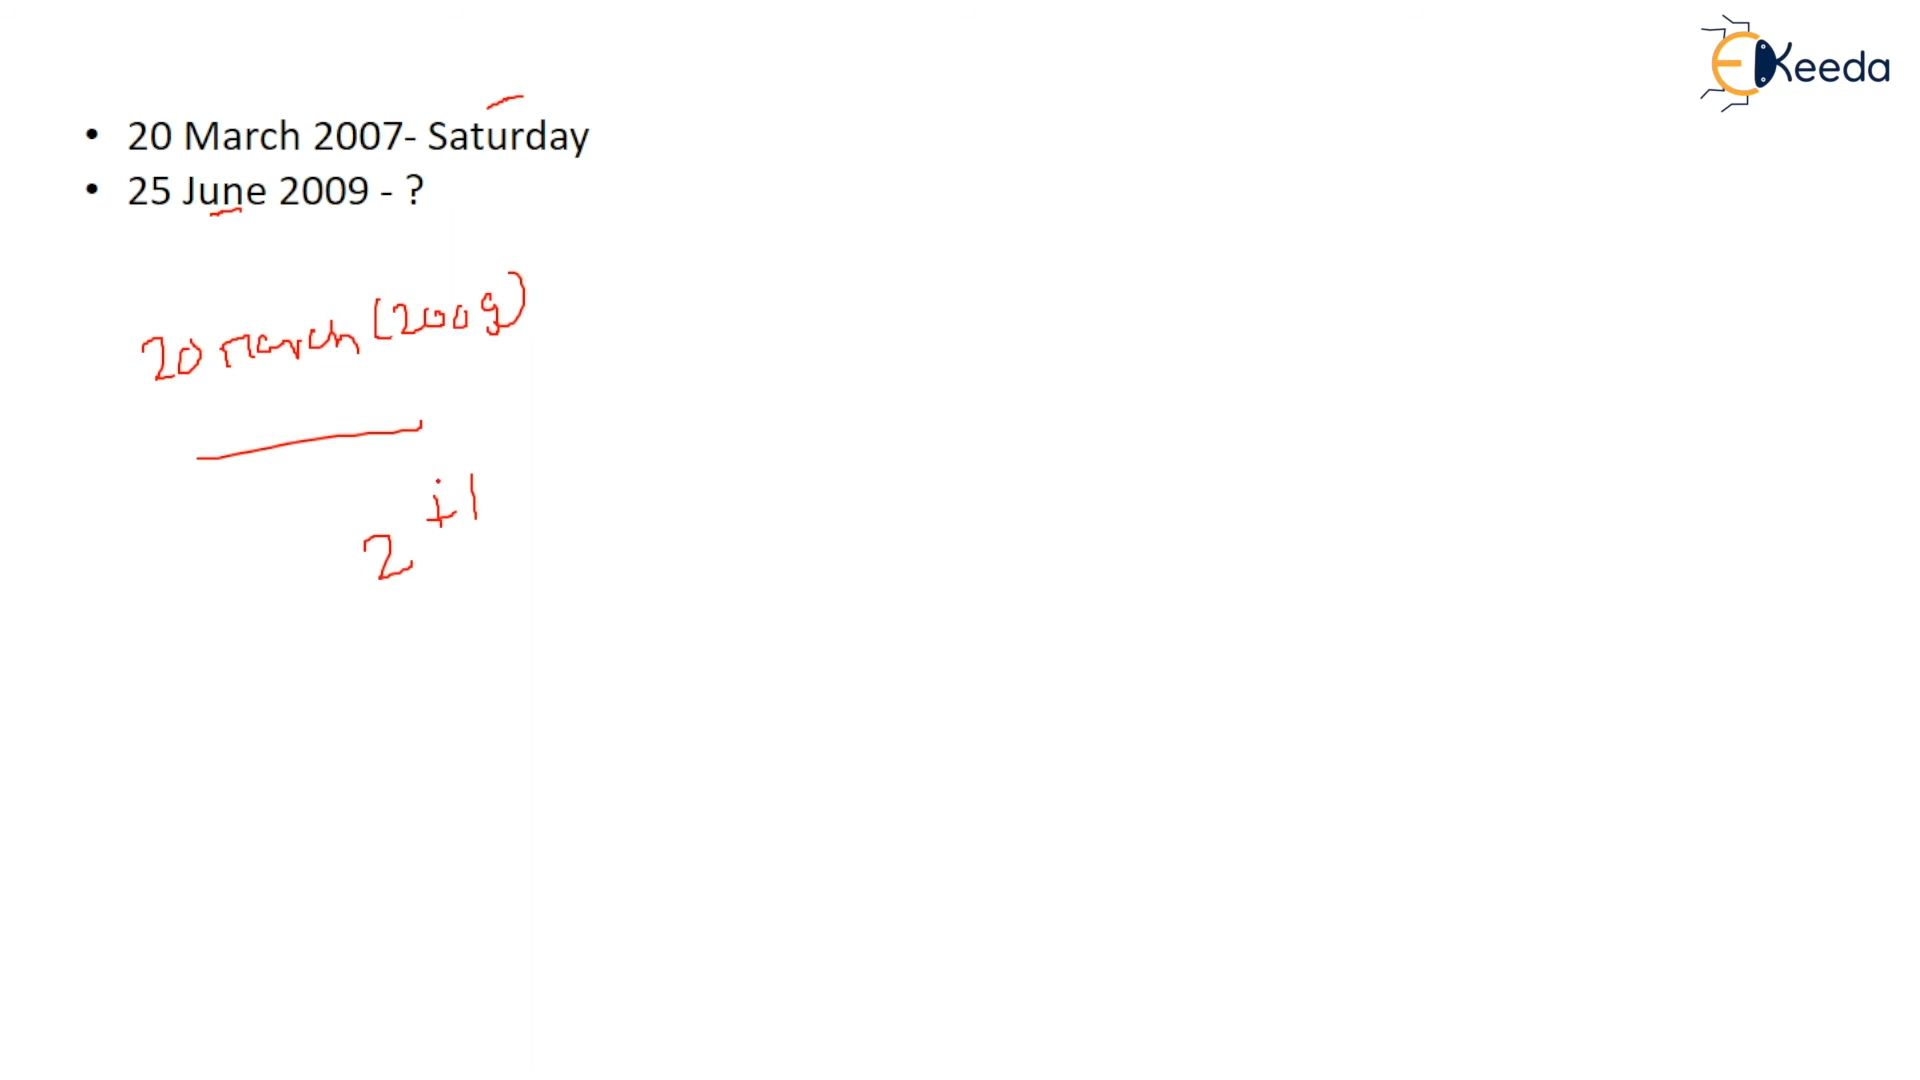 EKeeda
• 20 March 2007- Saturday
• 25 June 2009 - ?
20 March (2009)
2 +1